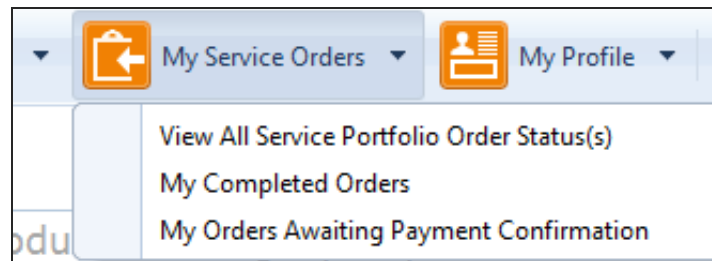 My Service Orders My Profile
View All Service Portfolio Order Status(s)
My Completed Orders
My Orders Awaiting Payment Confirmation
odu